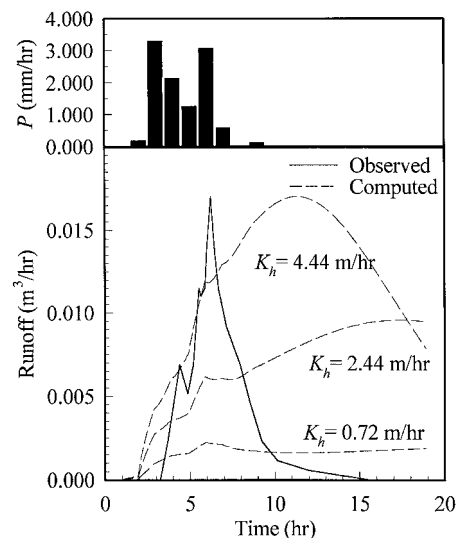 4.000
3.000
2.000
1.000
0.000
P (mm/hr)
Observed
Computed
0.015
0.010
0.005
0.000
Runoff (m³/hr)
Kₕ= 4.44 m/hr
Kₕ= 2.44 m/hr
Kₕ= 0.72 m/hr
0 5 10 15 20
Time (hr)